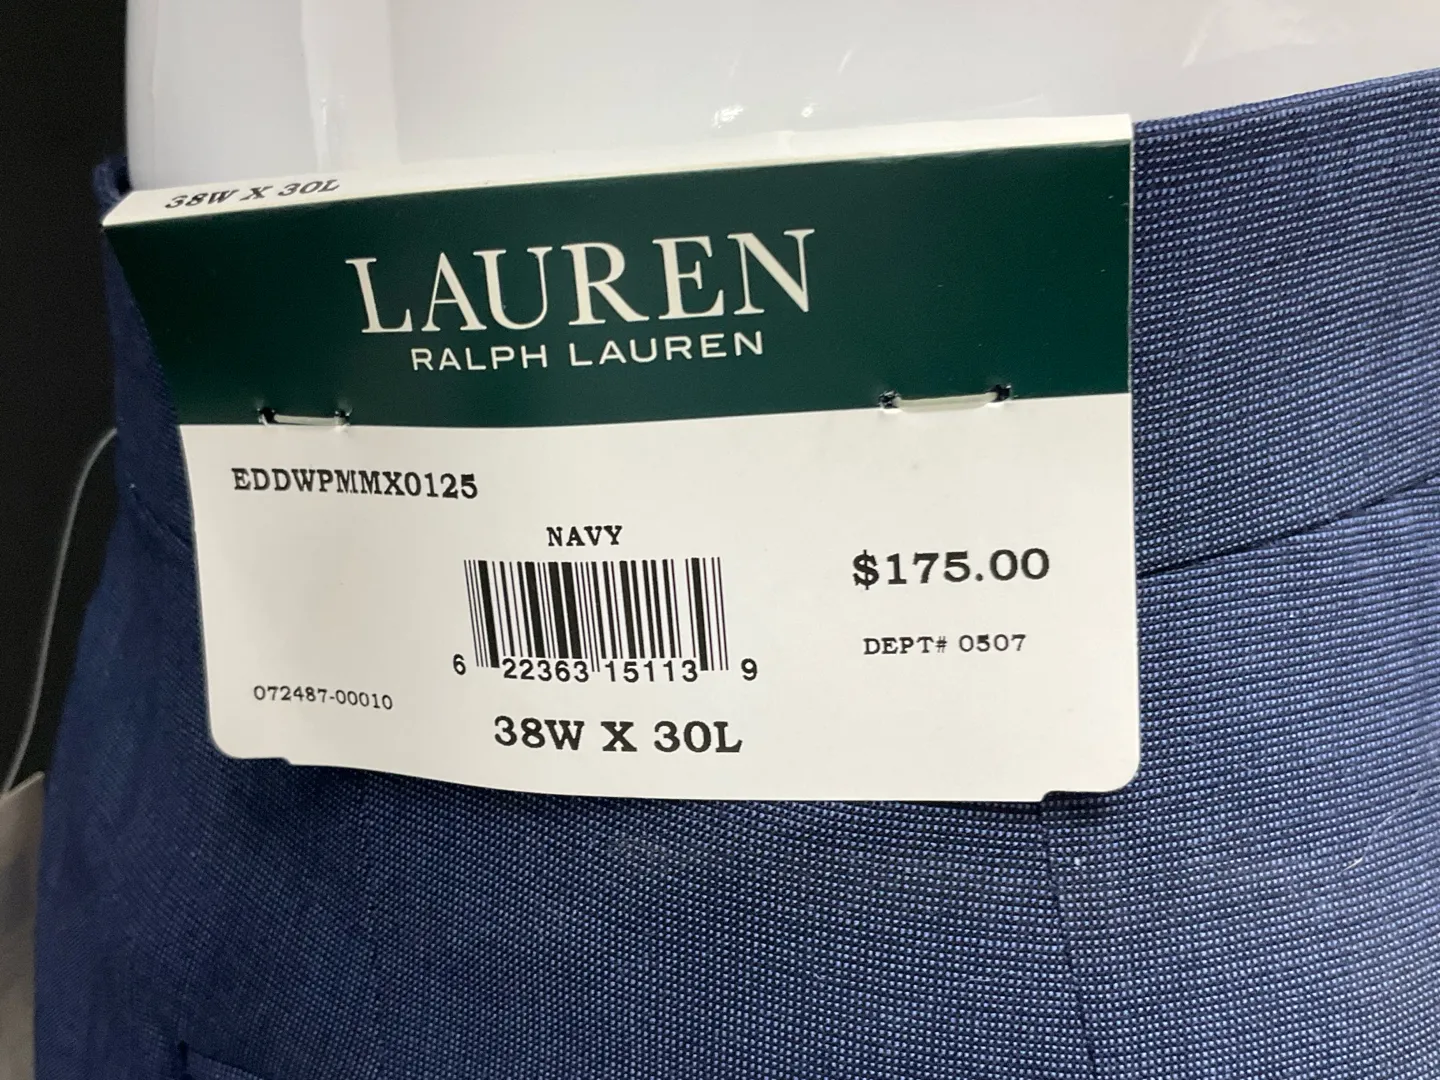 38W X 30L
LAUREN
RALPH LAUREN
EDDWPMMX0125
NAVY
$175.00
DEPT# 0507
6 22363 15113 9
072487-00010
38W X 30L